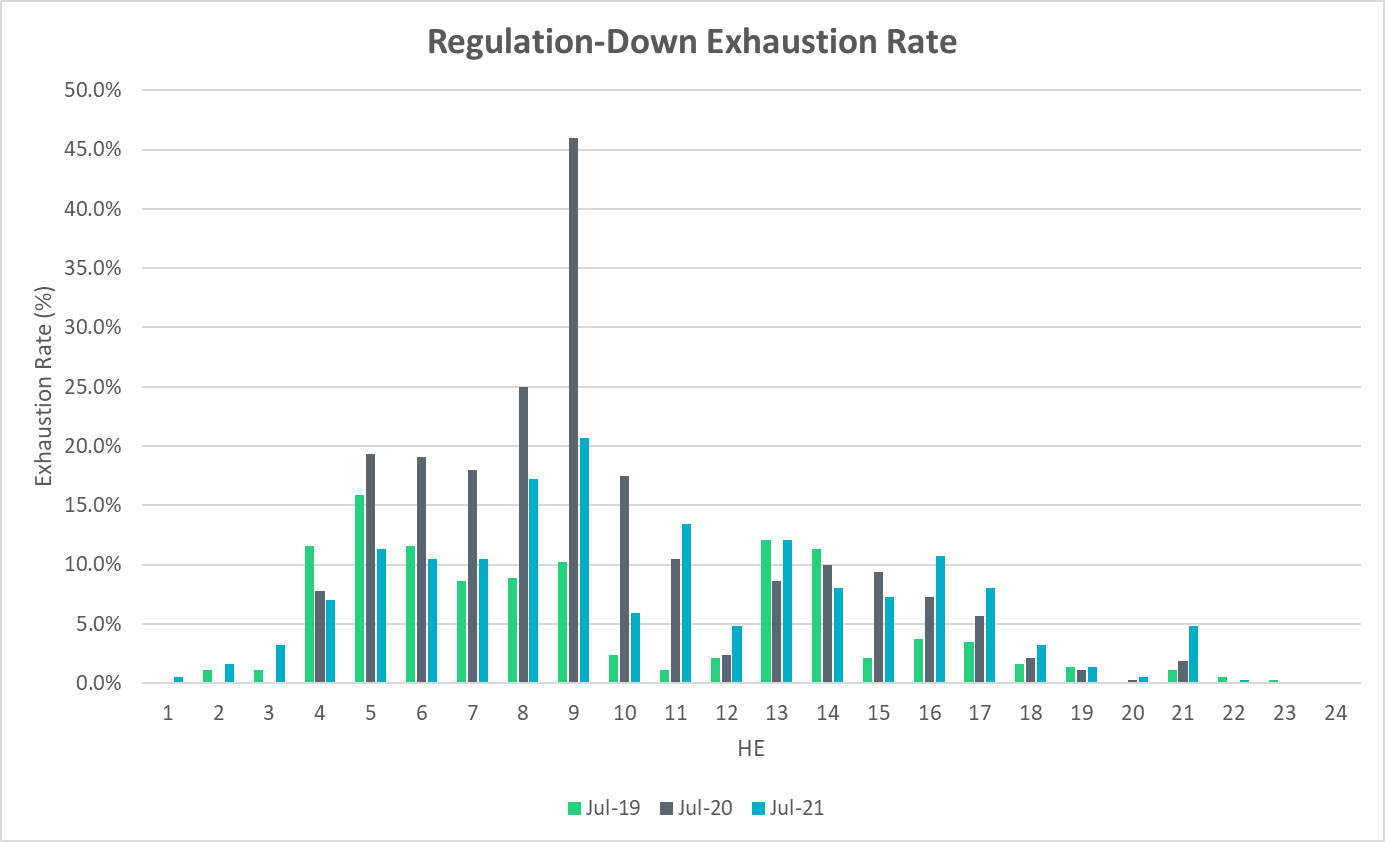 Regulation-Down Exhaustion Rate
50.0%
45.0%
40.0%
35.0%
30.0%
25.0%
20.0%
15.0%
10.0%
5.0%
0.0%
Exhaustion Rate (%)
1 2 3 4 5 6 7 8 9 10 11 12 13 14 15 16 17 18 19 20 21 22 23 24
HE
Jul-19 Jul-20 Jul-21